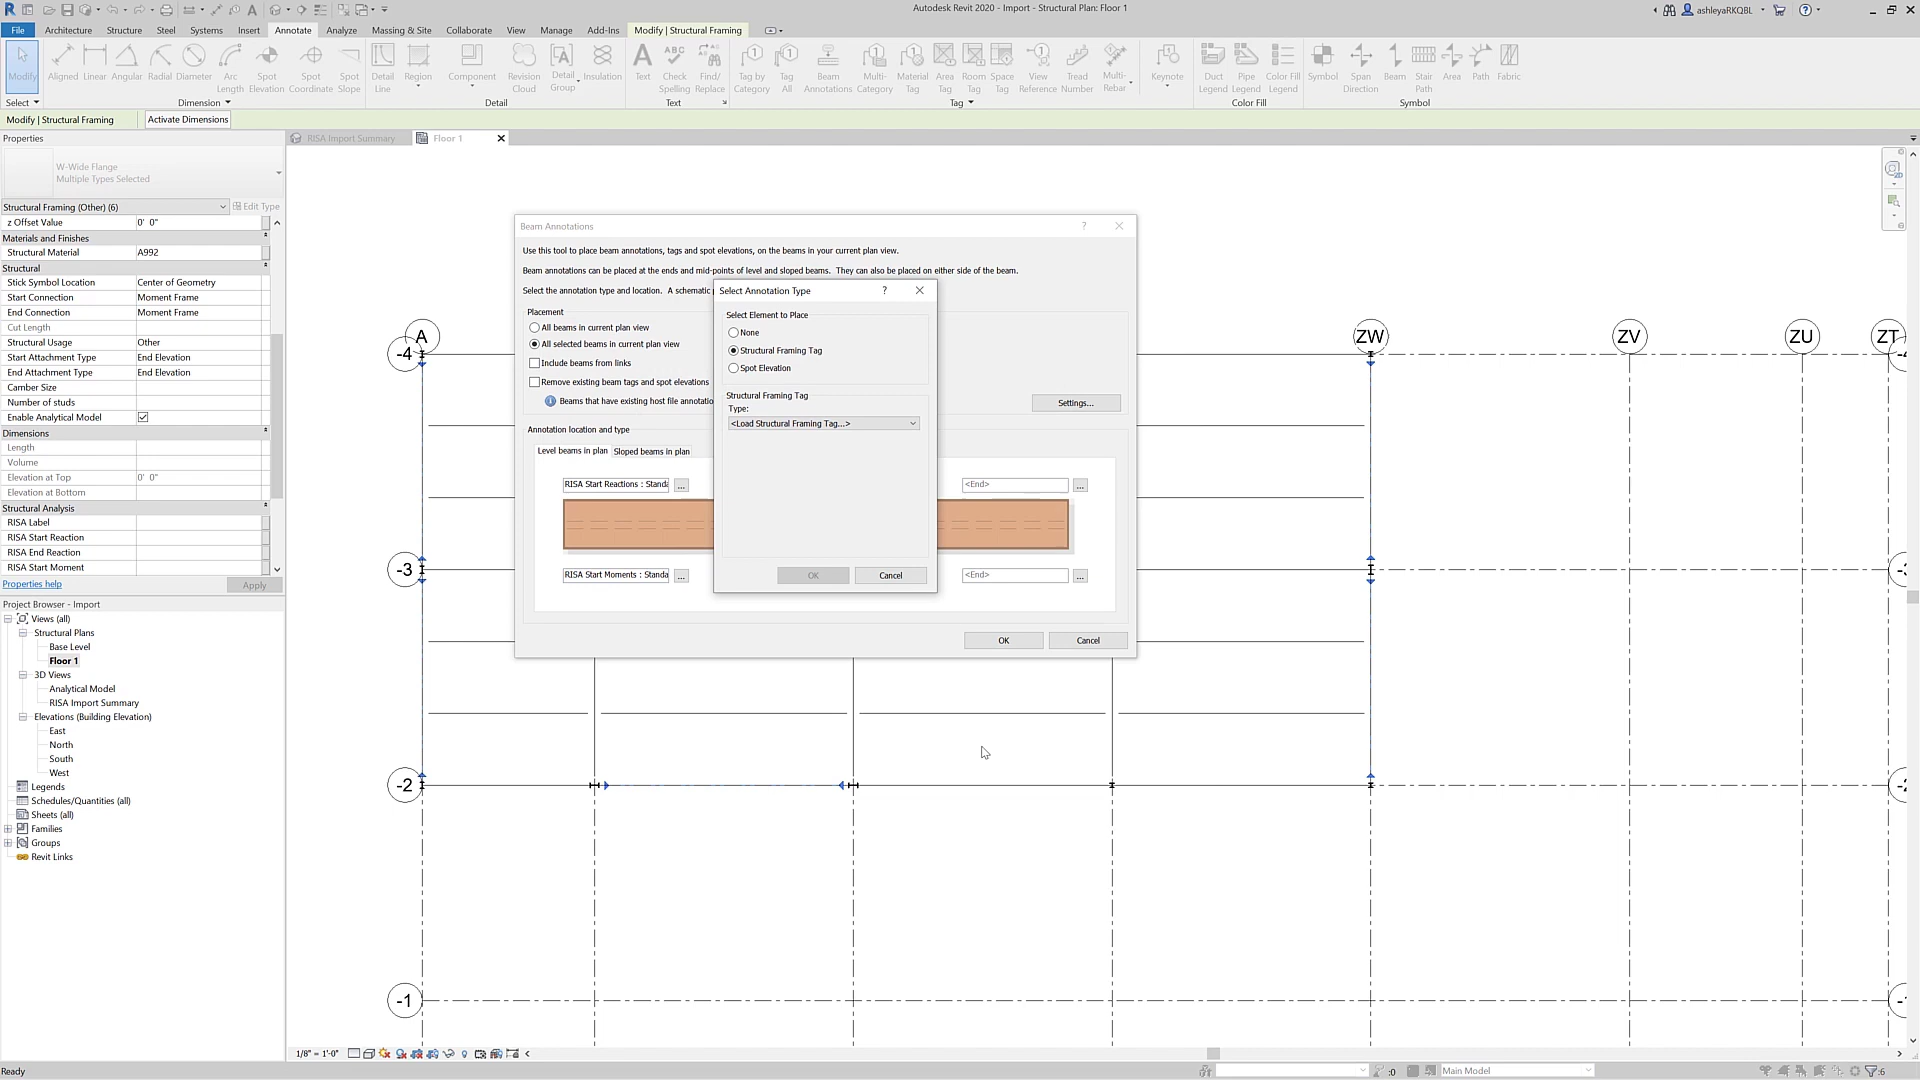 Autodesk Revit 2020 - Import - Structural Plan: Floor 1
ashleyaRKQBL
File Architecture Structure Steel Systems Insert Annotate Analyze Massing & Site Collaborate View Manage Add-Ins Modify | Structural Framing
Modify
Aligned Linear Angular Radial Diameter Arc Length Spot Elevation Spot Coordinate Spot Slope
Detail Line Region Component Revision Cloud Detail Group Insulation
Text Check Spelling Find/ Replace
Tag by Category Tag All Beam Annotations Multi- Category Material Tag Area Tag Room Tag Space Tag View Reference Tread Number Multi- Rebar Keynote
Duct Legend Pipe Legend Color Fill Legend
Symbol Span Direction Beam Stair Path Area Path Fabric
Select Dimension Detail Text Tag Color Fill Symbol
Modify | Structural Framing Activate Dimensions
Properties
RISA Import Summary
Floor 1
W-Wide Flange
Multiple Types Selected
Structural Framing (Other) (6) Edit Type
z Offset Value 0' 0"
Materials and Finishes
Structural Material A992
Structural
Stick Symbol Location Center of Geometry
Start Connection Moment Frame
End Connection Moment Frame
Cut Length
Structural Usage Other
Start Attachment Type End Elevation
End Attachment Type End Elevation
Camber Size
Number of studs
Enable Analytical Model
Dimensions
Length
Volume
Elevation at Top 0' 0"
Elevation at Bottom
Structural Analysis
RISA Label
RISA Start Reaction
RISA End Reaction
RISA Start Moment
Properties help Apply
Project Browser - Import
Views (all)
Structural Plans
Base Level
Floor 1
3D Views
Analytical Model
RISA Import Summary
Elevations (Building Elevation)
East
North
South
West
Legends
Schedules/Quantities (all)
Sheets (all)
Families
Groups
Revit Links
Beam Annotations
Use this tool to place beam annotations, tags and spot elevations, on the beams in your current plan view.
Beam annotations can be placed at the ends and mid-points of level and sloped beams. They can also be placed on either side of the beam.
Select the annotation type and location. A schematic
Placement
All beams in current plan view
All selected beams in current plan view
Include beams from links
Remove existing beam tags and spot elevations
Beams that have existing host file annotatio
Settings...
Annotation location and type
Level beams in plan Sloped beams in plan
RISA Start Reactions : Standa ...
<End> ...
RISA Start Moments : Standa ...
<End> ...
OK Cancel
Select Annotation Type
Select Element to Place
None
Structural Framing Tag
Spot Elevation
Structural Framing Tag
Type:
<Load Structural Framing Tag...>
OK Cancel
A ZW ZV ZU ZT
-4
-3
-2
-1
1/8" = 1'-0"
Ready
:0
Main Model
:6